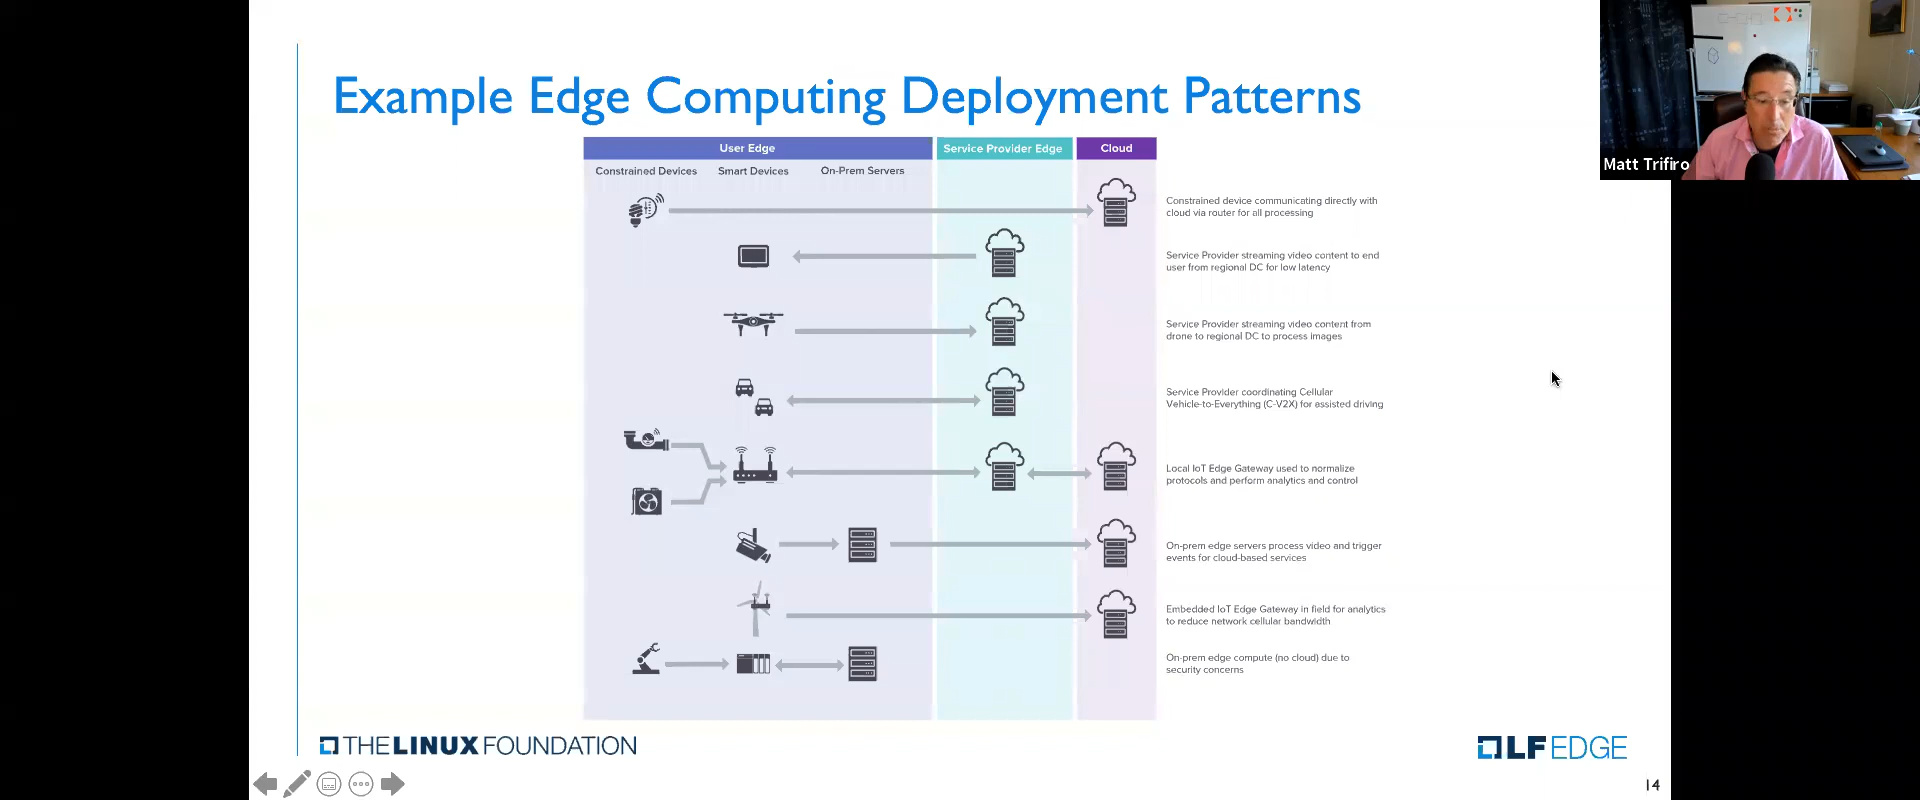 Example Edge Computing Deployment Patterns
Matt Trifiro
User Edge
Service Provider Edge
Cloud
Constrained Devices
Smart Devices
On-Prem Servers
Constrained device communicating directly with
cloud via router for all processing
Service Provider streaming video content to end
user from regional DC for low latency
Service Provider streaming video content from
drone to regional DC to process images
Service Provider coordinating Cellular
Vehicle-to-Everything (C-V2X) for assisted driving
Local IoT Edge Gateway used to normalize
protocols and perform analytics and control
On-prem edge servers process video and trigger
events for cloud-based services
Embedded IoT Edge Gateway in field for analytics
to reduce network cellular bandwidth
On-prem edge compute (no cloud) due to
security concerns
THE LINUX FOUNDATION
LF EDGE
14